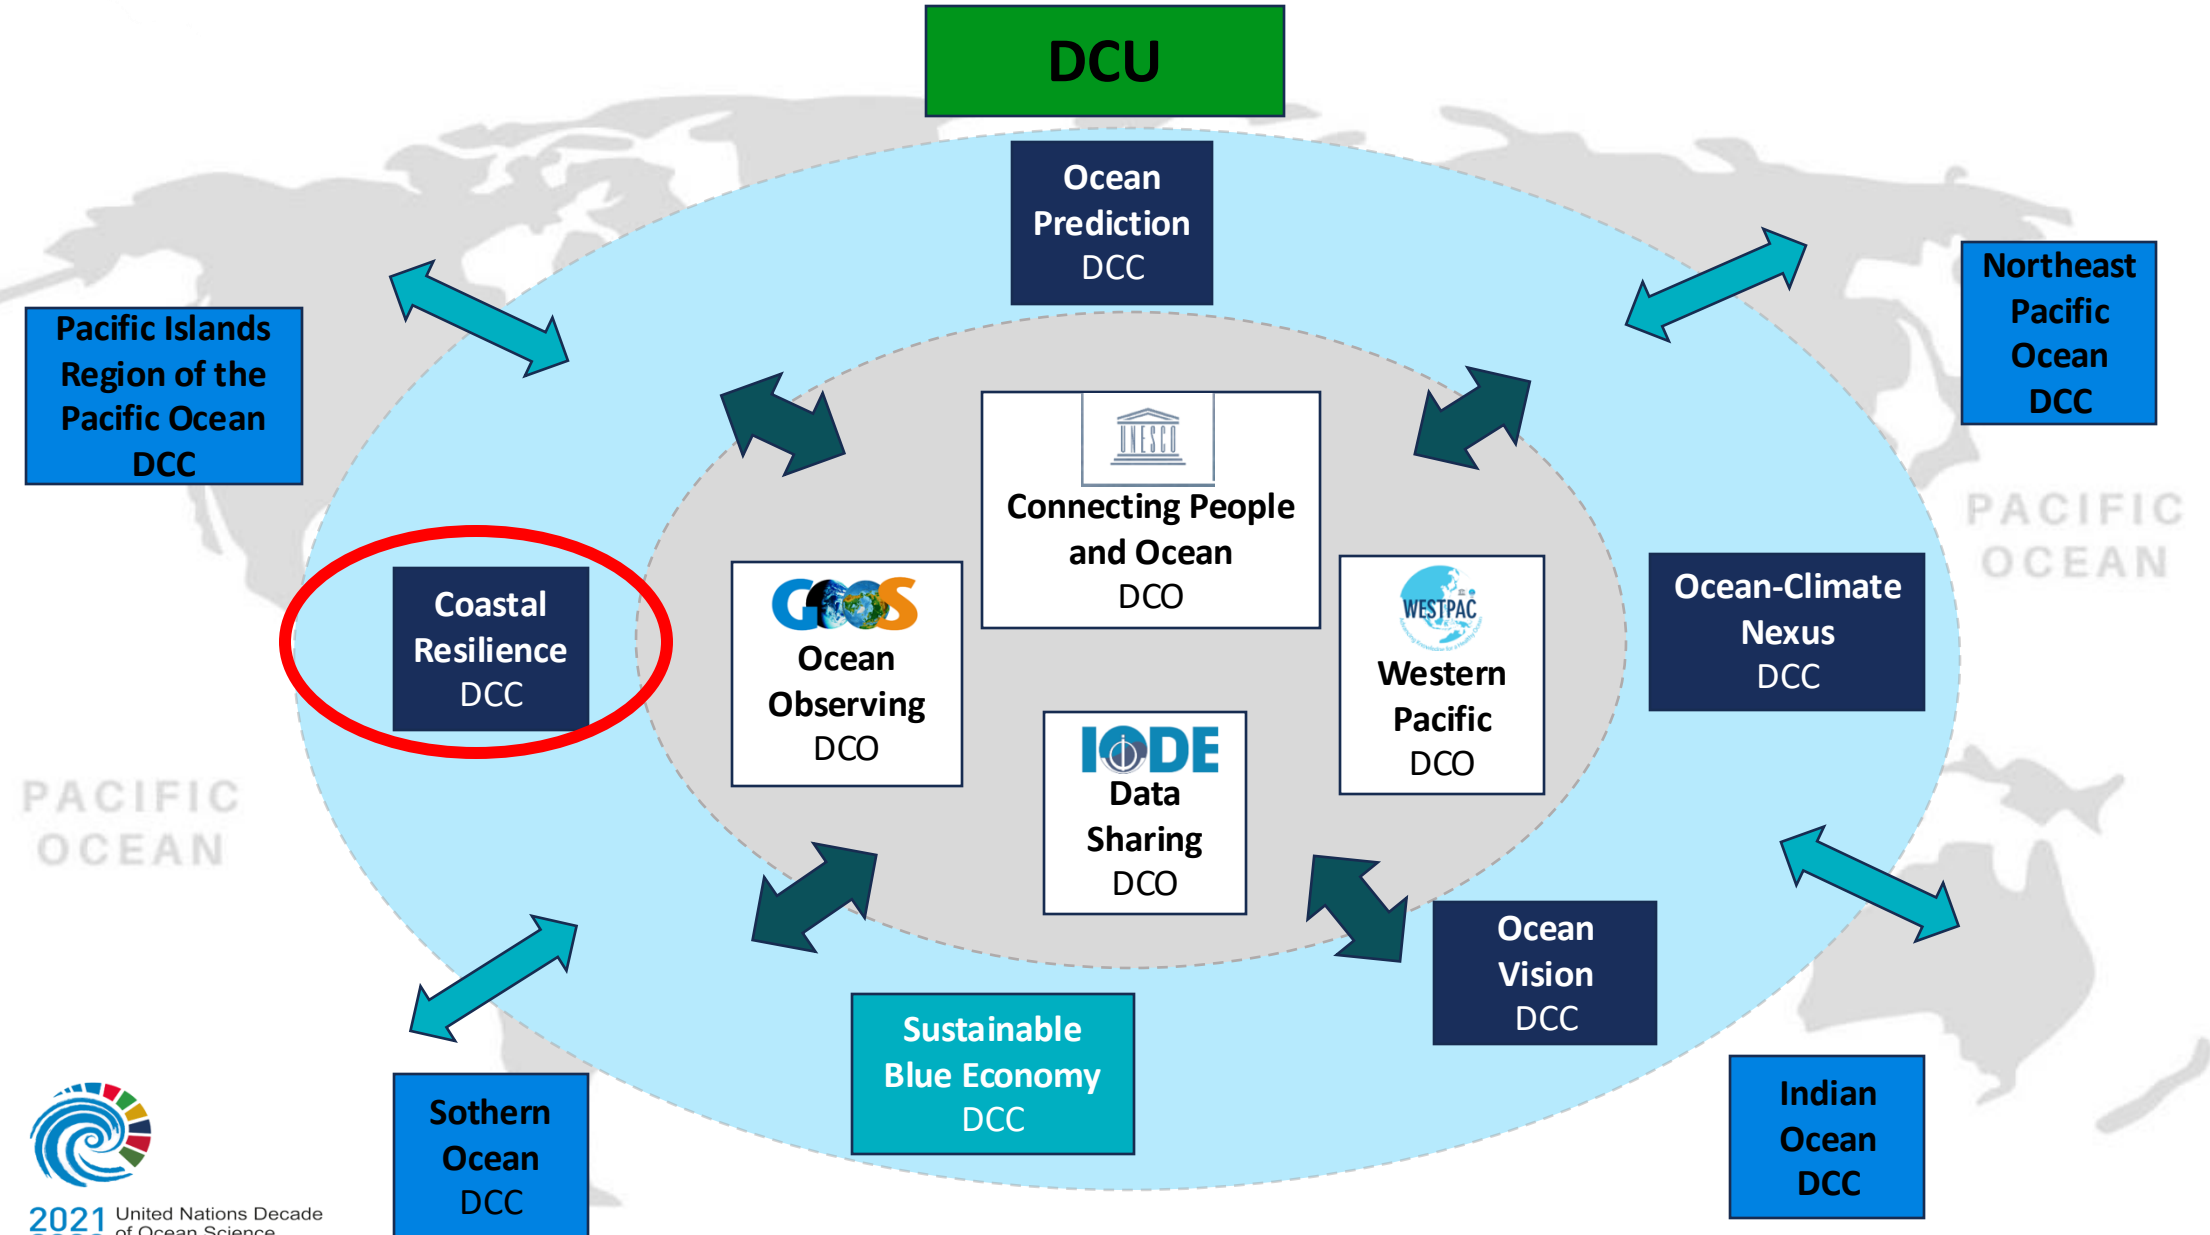 DCU
Ocean
Prediction
DCC
Northeast
Pacific
Ocean
DCC
Pacific Islands
Region of the
Pacific Ocean
DCC
UNESCO
Connecting People
and Ocean
DCO
PACIFIC
OCEAN
Coastal
Resilience
DCC
GOOS
Ocean
Observing
DCO
WESTPAC
Western
Pacific
DCO
Ocean-Climate
Nexus
DCC
IODE
Data
Sharing
DCO
PACIFIC
OCEAN
Ocean
Vision
DCC
Sustainable
Blue Economy
DCC
Sothern
Ocean
DCC
Indian
Ocean
DCC
2021 United Nations Decade
of Ocean Science